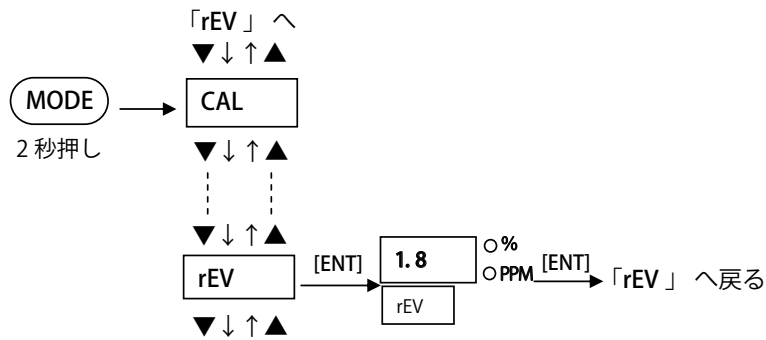 「rEV 」 へ
▼↓↑▲
MODE
CAL
2 秒押し
▼↓↑▲
▼↓↑▲
rEV
[ENT]
1. 8
○%
○PPM
rEV
[ENT]
「rEV 」 へ戻る
▼↓↑▲